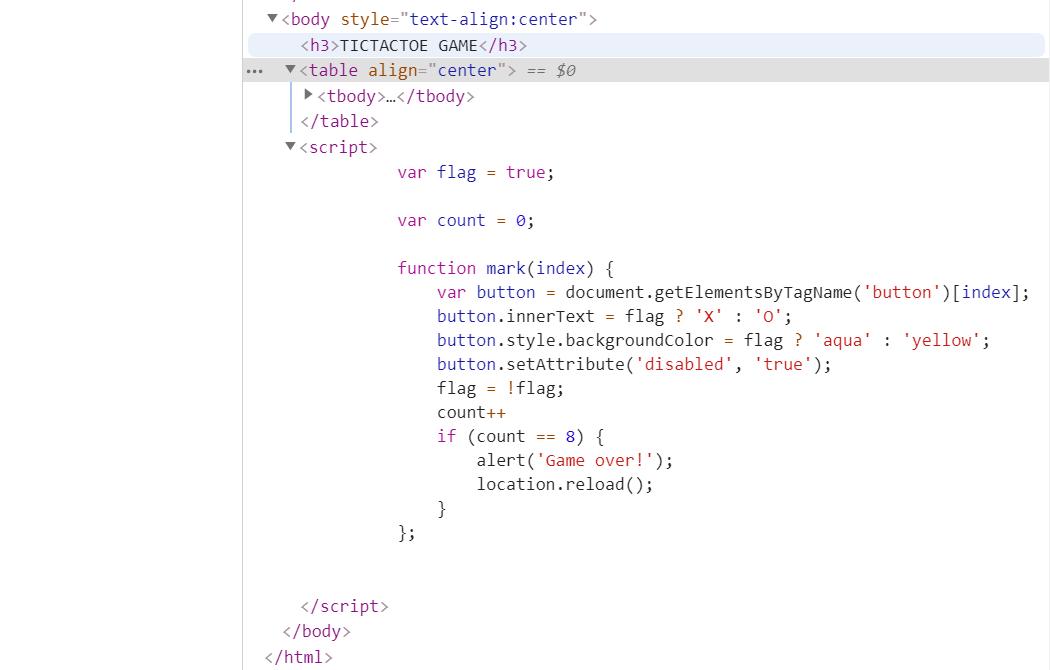 <body style="text-align:center">
<h3>TICTACTOE GAME</h3>
<table align="center"> == $0
<tbody>…</tbody>
</table>
<script>
var flag = true;
var count = 0;
function mark(index) {
var button = document.getElementsByTagName('button')[index];
button.innerText = flag ? 'X' : 'O';
button.style.backgroundColor = flag ? 'aqua' : 'yellow';
button.setAttribute('disabled', 'true');
flag = !flag;
count++
if (count == 8) {
alert('Game over!');
location.reload();
}
};
</script>
</body>
</html>